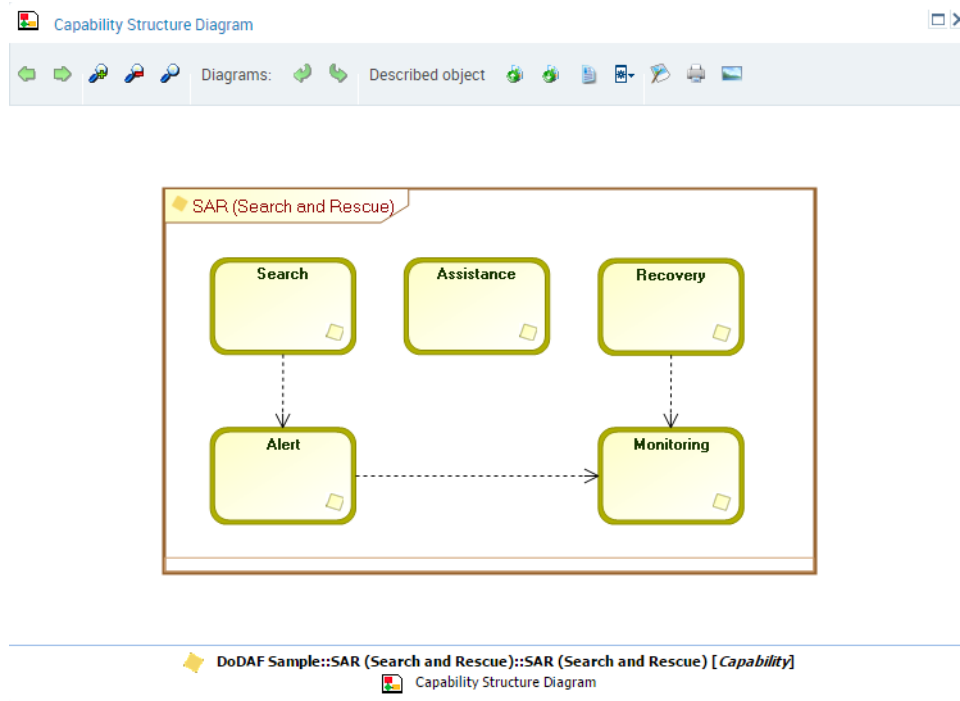 Capability Structure Diagram
Diagrams: Described object
SAR (Search and Rescue)
Search Assistance Recovery
Alert Monitoring
DoDAF Sample::SAR (Search and Rescue)::SAR (Search and Rescue) [Capability]
Capability Structure Diagram